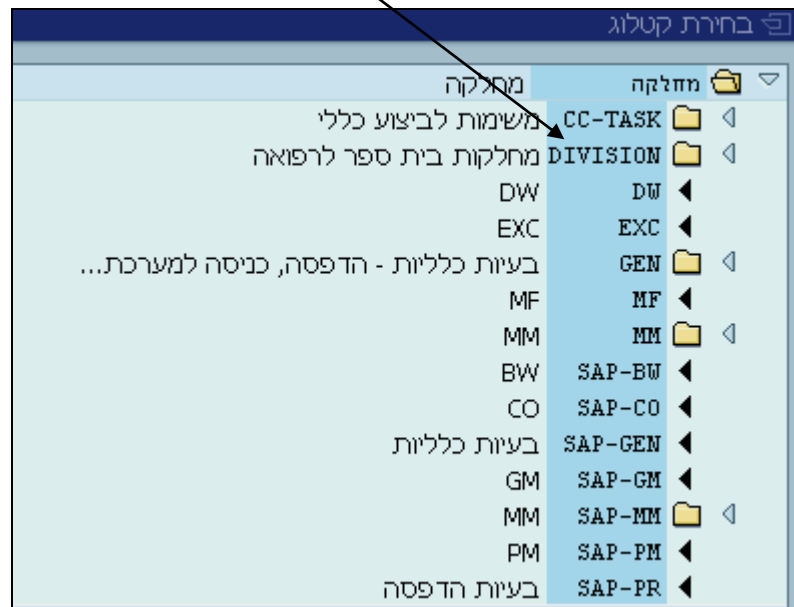 בחירת קטלוג
מחלקה מחלקה
CC-TASK משימות לביצוע כללי
DIVISION מחלקות בית ספר לרפואה
DW DW
EXC EXC
GEN בעיות כלליות - הדפסה, כניסה למערכת...
MF MF
MM MM
SAP-BW BW
SAP-CO CO
SAP-GEN בעיות כלליות
SAP-GM GM
SAP-MM MM
SAP-PM PM
SAP-PR בעיות הדפסה